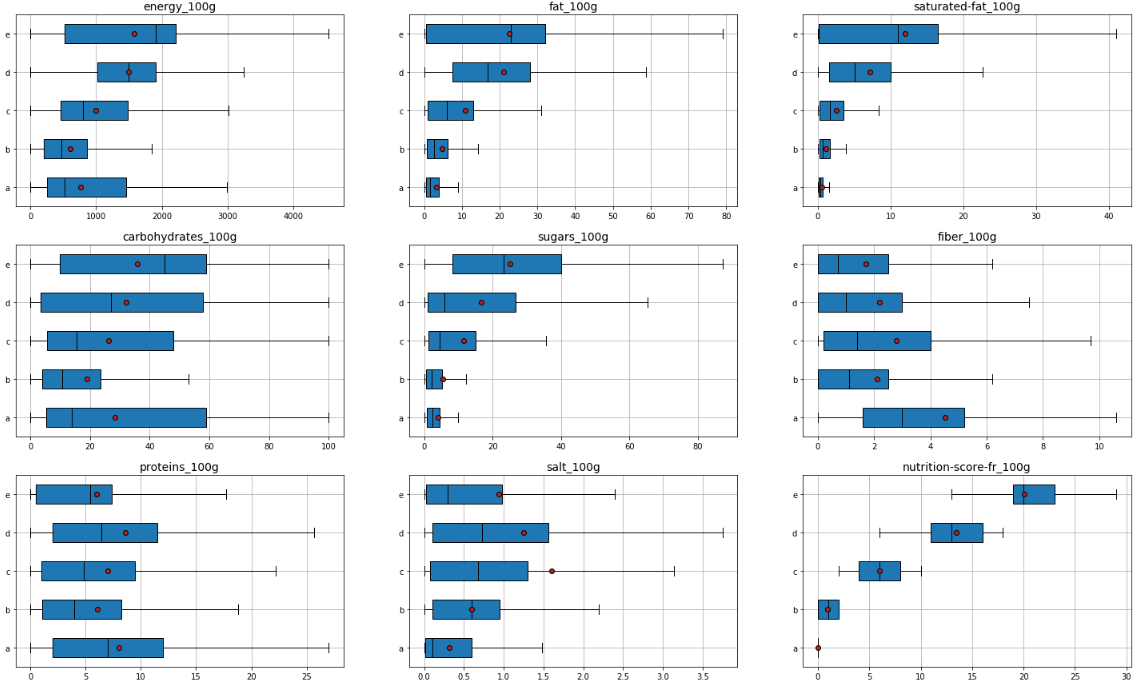 energy_100g
e
d
c
b
a
0 1000 2000 3000 4000
fat_100g
e
d
c
b
a
0 10 20 30 40 50 60 70 80
saturated-fat_100g
e
d
c
b
a
0 10 20 30 40
carbohydrates_100g
e
d
c
b
a
0 20 40 60 80 100
sugars_100g
e
d
c
b
a
0 20 40 60 80
fiber_100g
e
d
c
b
a
0 2 4 6 8 10
proteins_100g
e
d
c
b
a
0 5 10 15 20 25
salt_100g
e
d
c
b
a
0.0 0.5 1.0 1.5 2.0 2.5 3.0 3.5
nutrition-score-fr_100g
e
d
c
b
a
0 5 10 15 20 25 30